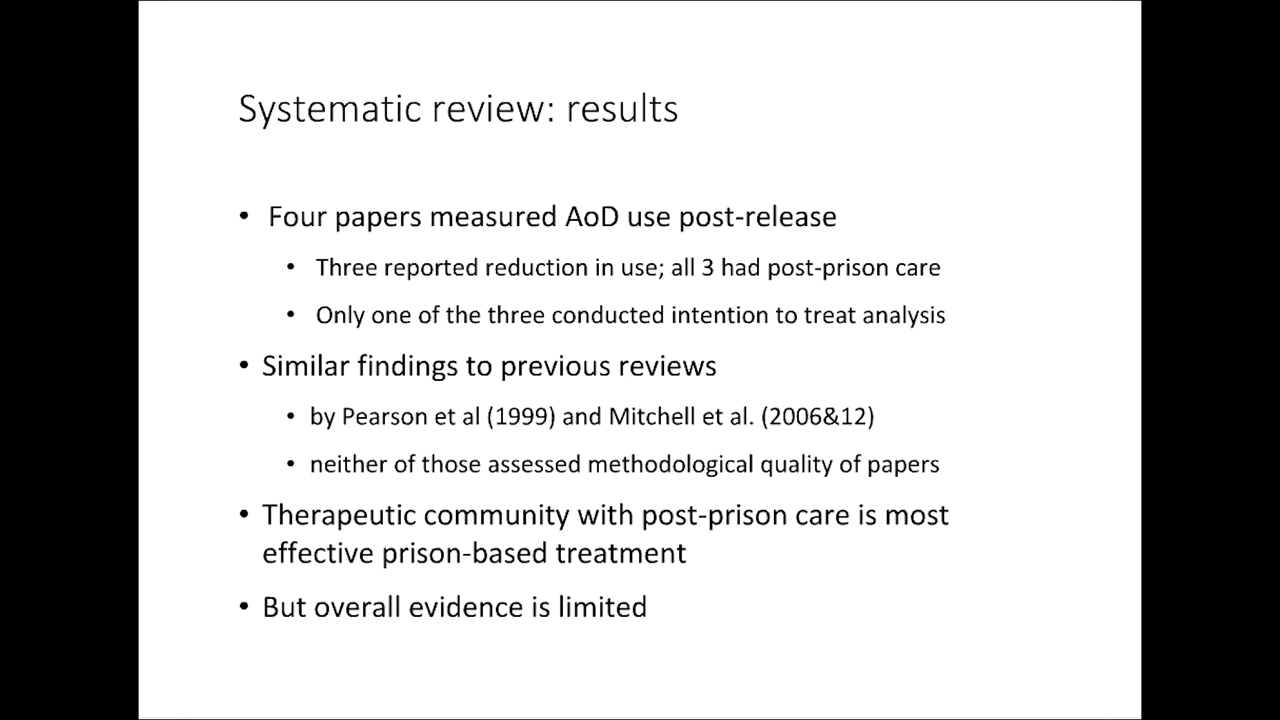 Systematic review: results
• Four papers measured AoD use post-release
• Three reported reduction in use; all 3 had post-prison care
• Only one of the three conducted intention to treat analysis
• Similar findings to previous reviews
• by Pearson et al (1999) and Mitchell et al. (2006&12)
• neither of those assessed methodological quality of papers
• Therapeutic community with post-prison care is most
effective prison-based treatment
• But overall evidence is limited